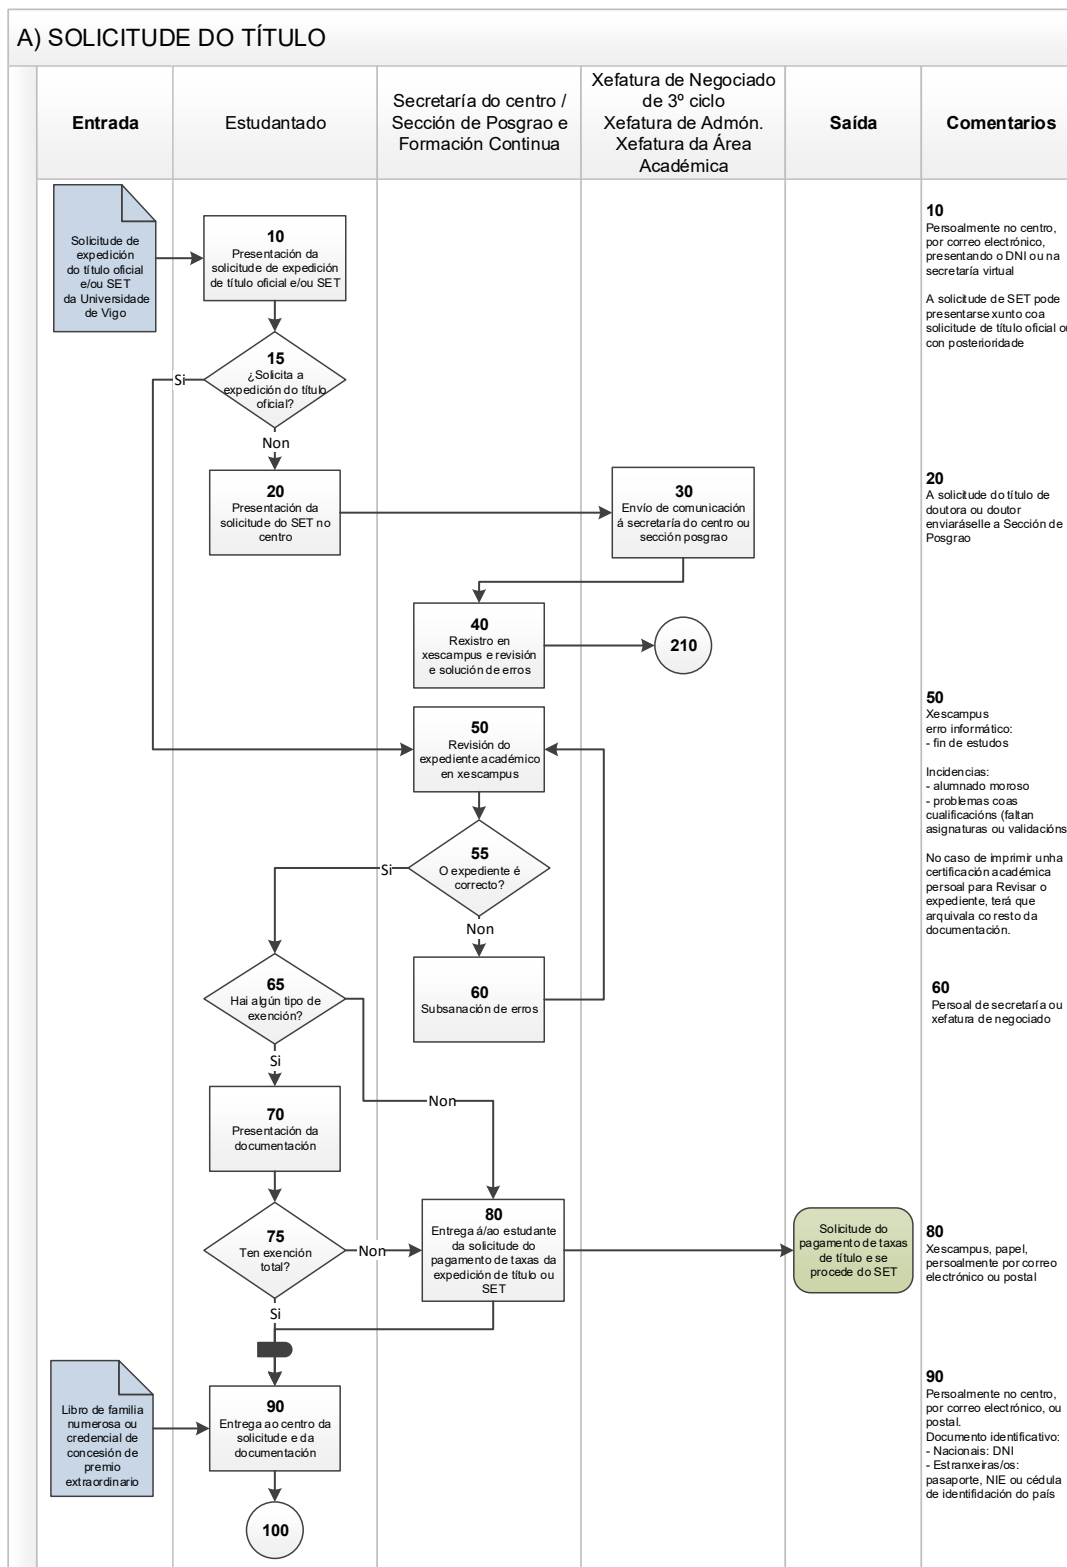 A) SOLICITUDE DO TÍTULO
Entrada
Estudantado
Secretaría do centro /
Sección de Posgrao e
Formación Continua
Xefatura de Negociado
de 3º ciclo
Xefatura de Admón.
Xefatura da Área
Académica
Saída
Comentarios
Solicitude de
expedición
do título oficial
e/ou SET
da Universidade
de Vigo
10
Presentación da
solicitude de expedición
de título oficial e/ou SET
10
Persoalmente no centro,
por correo electrónico,
presentando o DNI ou na
secretaría virtual
A solicitude de SET pode
presentarse xunto coa
solicitude de título oficial ou
con posterioridade
15
¿Solicita a
expedición do título
oficial?
Si
Non
20
Presentación da
solicitude do SET no
centro
30
Envío de comunicación
á secretaría do centro ou
sección posgrao
20
A solicitude do título de
doutora ou doutor
enviaráselle a Sección de
Posgrao
40
Rexistro en
xescampus e revisión
e solución de erros
210
50
Revisión do
expediente académico
en xescampus
50
Xescampus
erro informático:
- fin de estudos
Incidencias:
- alumnado moroso
- problemas coas
cualificacións (faltan
asignaturas ou validacións
No caso de imprimir unha
certificación académica
persoal para Revisar o
expediente, terá que
arquivala co resto da
documentación.
55
O expediente é
correcto?
Si
Non
60
Subsanación de erros
60
Persoal de secretaría ou
xefatura de negociado
65
Hai algún tipo de
exención?
Si
Non
70
Presentación da
documentación
75
Ten exención
total?
Non
Si
80
Entrega á/ao estudante
da solicitude do
pagamento de taxas da
expedición de título ou
SET
Solicitude do
pagamento de taxas
de título e se
procede do SET
80
Xescampus, papel,
persoalmente por correo
electrónico ou postal
Libro de familia
numerosa ou
credencial de
concesión de
premio
extraordinario
90
Entrega ao centro da
solicitude e da
documentación
90
Persoalmente no centro,
por correo electrónico, ou
postal.
Documento identificativo:
- Nacionais: DNI
- Estranxeiras/os:
pasaporte, NIE ou cédula
de identifidación do país
100